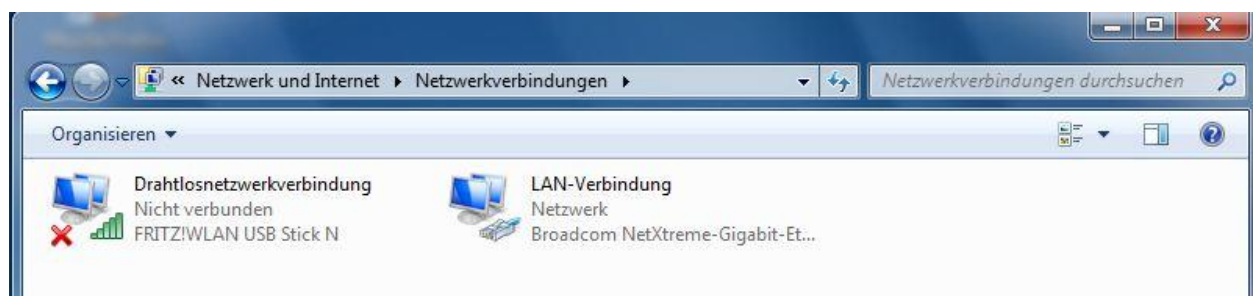 « Netzwerk und Internet ▸ Netzwerkverbindungen ▸
Netzwerkverbindungen durchsuchen
Organisieren
Drahtlosnetzwerkverbindung
Nicht verbunden
FRITZ!WLAN USB Stick N
LAN-Verbindung
Netzwerk
Broadcom NetXtreme-Gigabit-Et...